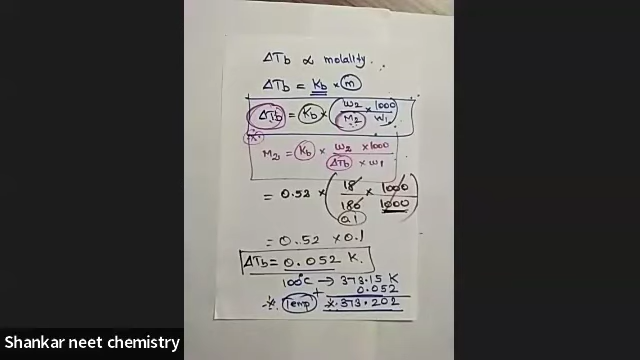 ΔTb ∝ molality.
ΔTb = Kb × m
ΔTb = Kb × (W2/M2 × 1000/W1)
M2 = Kb × W2 × 1000 / ΔTb × W1
= 0.52 × (18/180 × 1000/1000)
0.1
= 0.52 × 0.1
ΔTb = 0.052 K.
100°C → 373.15 K
+ 0.052
Temp 373.202
Shankar neet chemistry